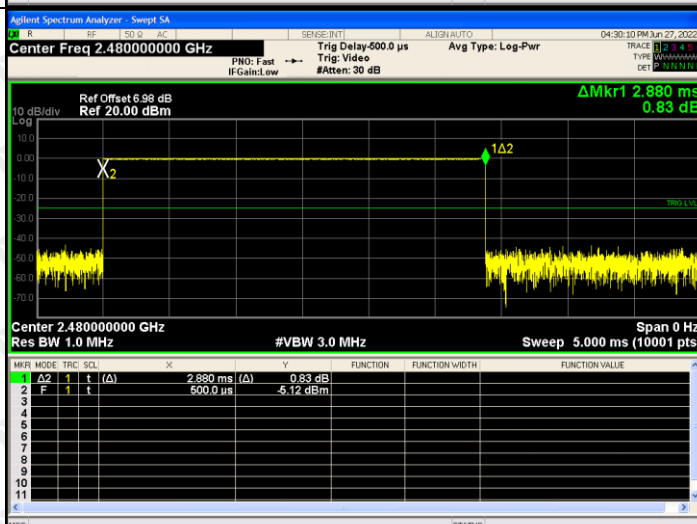 Agilent Spectrum Analyzer - Swept SA
R RF 50 Ω AC SENSE:INT ALIGN AUTO 04:30:10 PM Jun 27, 2022
Center Freq 2.480000000 GHz
PNO: Fast
IFGain:Low
Trig Delay-500.0 µs
Trig: Video
#Atten: 30 dB
Avg Type: Log-Pwr
TRACE 1 2 3 4 5
TYPE W
DET P N N N N
ΔMkr1 2.880 ms
0.83 dB
Ref Offset 6.98 dB
10 dB/div Ref 20.00 dBm
Log
10.0
0.00
-10.0
-20.0
-30.0
-40.0
-50.0
-60.0
-70.0
X2
1Δ2
TRIG LVL
Center 2.480000000 GHz Span 0 Hz
Res BW 1.0 MHz #VBW 3.0 MHz Sweep 5.000 ms (10001 pts
MKR MODE TRC SCL X Y FUNCTION FUNCTION WIDTH FUNCTION VALUE
1 Δ2 1 t (Δ) 2.880 ms (Δ) 0.83 dB
2 F 1 t 500.0 µs -5.12 dBm
3
4
5
6
7
8
9
10
11